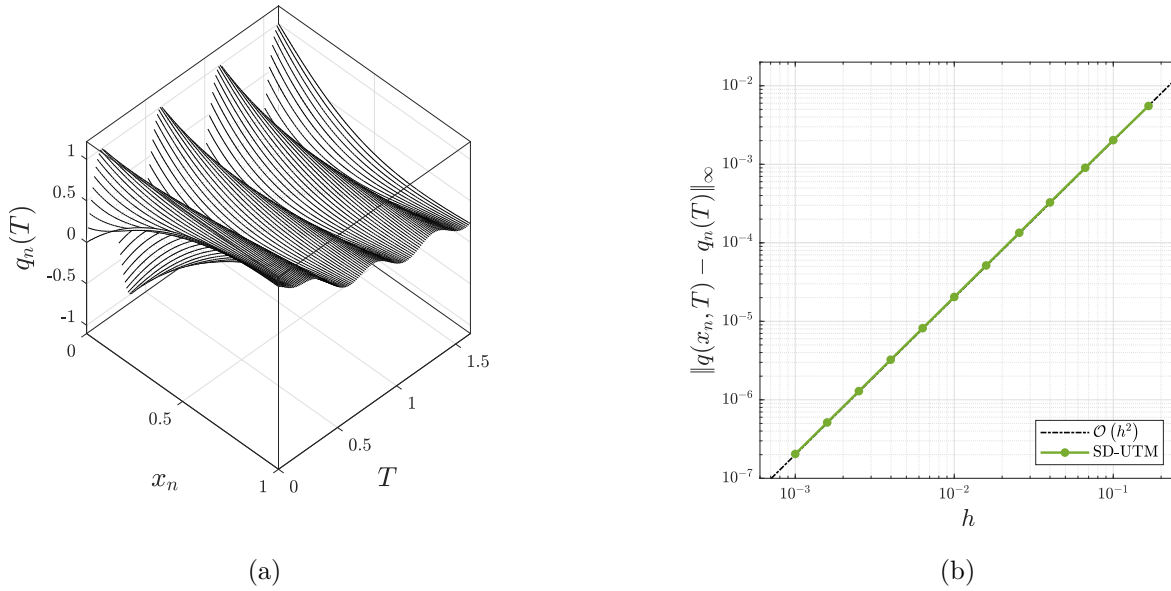 1
0.5
0
-0.5
-1
q_n(T)
0
0.5
1
x_n
0
0.5
1
1.5
T
(a)
10^{-2}
10^{-3}
10^{-4}
10^{-5}
10^{-6}
10^{-7}
‖q(x_n, T) − q_n(T)‖_∞
O (h^2)
SD-UTM
10^{-3}
10^{-2}
10^{-1}
h
(b)